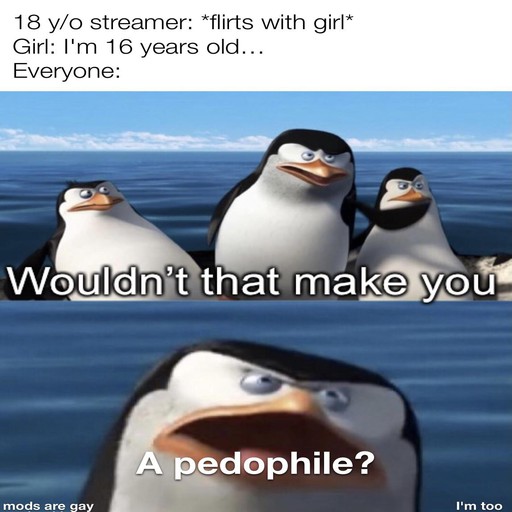 18 y/o streamer: *flirts with girl*
Girl: I'm 16 years old...
Everyone:
Wouldn't that make you
A pedophile?
mods are gay
I'm too